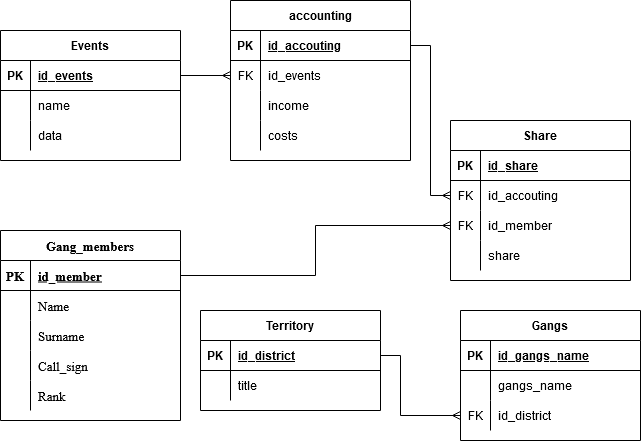 accounting
PK id_accouting
FK id_events
income
costs
Events
PK id_events
name
data
Share
PK id_share
FK id_accouting
FK id_member
share
Gang_members
PK id_member
Name
Surname
Call_sign
Rank
Territory
PK id_district
title
Gangs
PK id_gangs_name
gangs_name
FK id_district